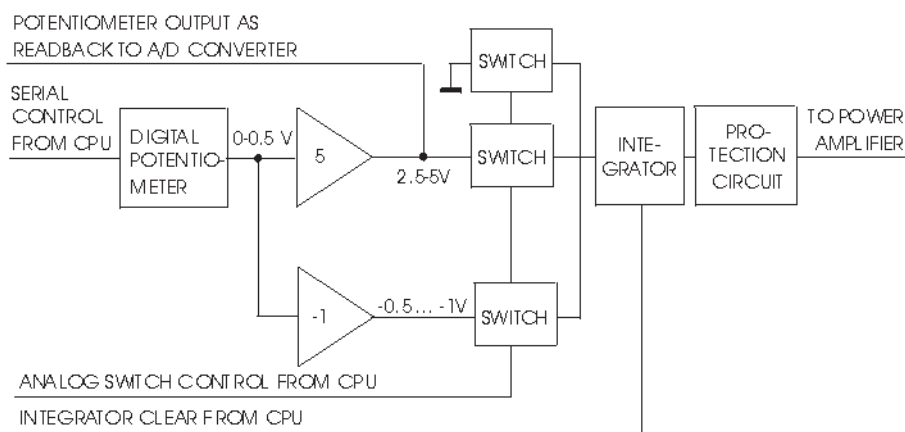 POTENTIOMETER OUTPUT AS
READBACK TO A/D CONVERTER
SERIAL
CONTROL
FROM CPU
DIGITAL
POTENTIO-
METER
0-0.5 V
5
2.5-5V
SWITCH
SWITCH
INTE-
GRATOR
PRO-
TECTION
CIRCUIT
TO POWER
AMPLIFIER
-1
-0.5... -1V
SWITCH
ANALOG SWITCH CONTROL FROM CPU
INTEGRATOR CLEAR FROM CPU